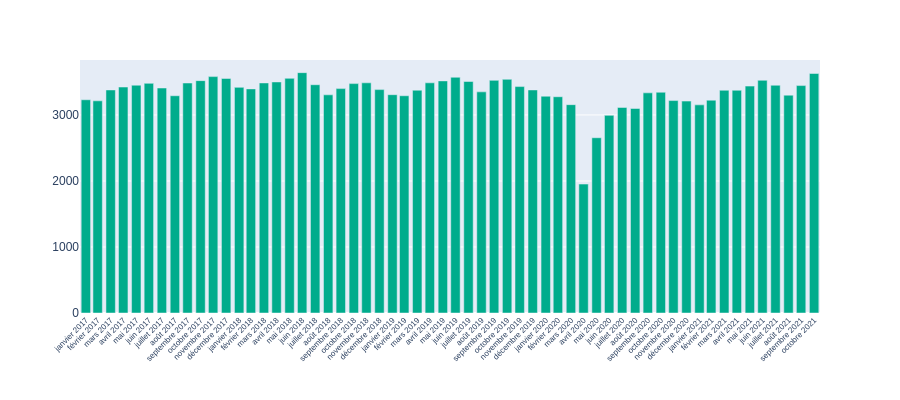 3000
2000
1000
0
janvier 2017
février 2017
mars 2017
avril 2017
mai 2017
juin 2017
juillet 2017
août 2017
septembre 2017
octobre 2017
novembre 2017
décembre 2017
janvier 2018
février 2018
mars 2018
avril 2018
mai 2018
juin 2018
juillet 2018
août 2018
septembre 2018
octobre 2018
novembre 2018
décembre 2018
janvier 2019
février 2019
mars 2019
avril 2019
mai 2019
juin 2019
juillet 2019
août 2019
septembre 2019
octobre 2019
novembre 2019
décembre 2019
janvier 2020
février 2020
mars 2020
avril 2020
mai 2020
juin 2020
juillet 2020
août 2020
septembre 2020
octobre 2020
novembre 2020
décembre 2020
janvier 2021
février 2021
mars 2021
avril 2021
mai 2021
juin 2021
juillet 2021
août 2021
septembre 2021
octobre 2021